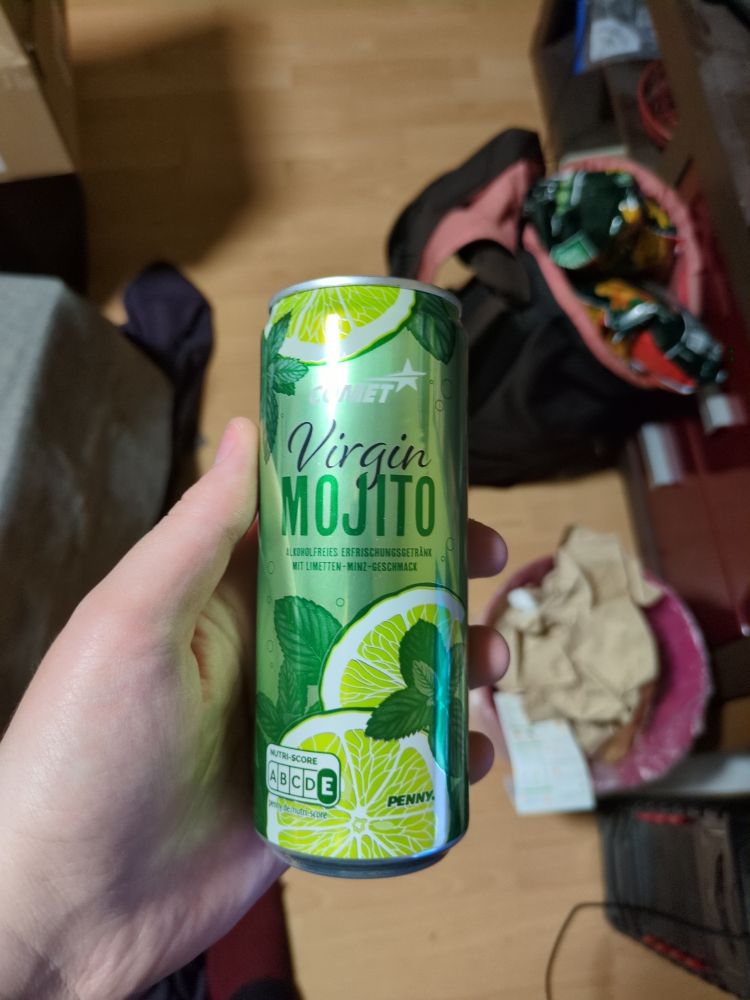 COMET
Virgin
MOJITO
ALKOHOLFREIES ERFRISCHUNGSGETRÄNK
MIT LIMETTEN-MINZ-GESCHMACK
NUTRI-SCORE
A B C D E
penny.de/nutri-score
PENNY.